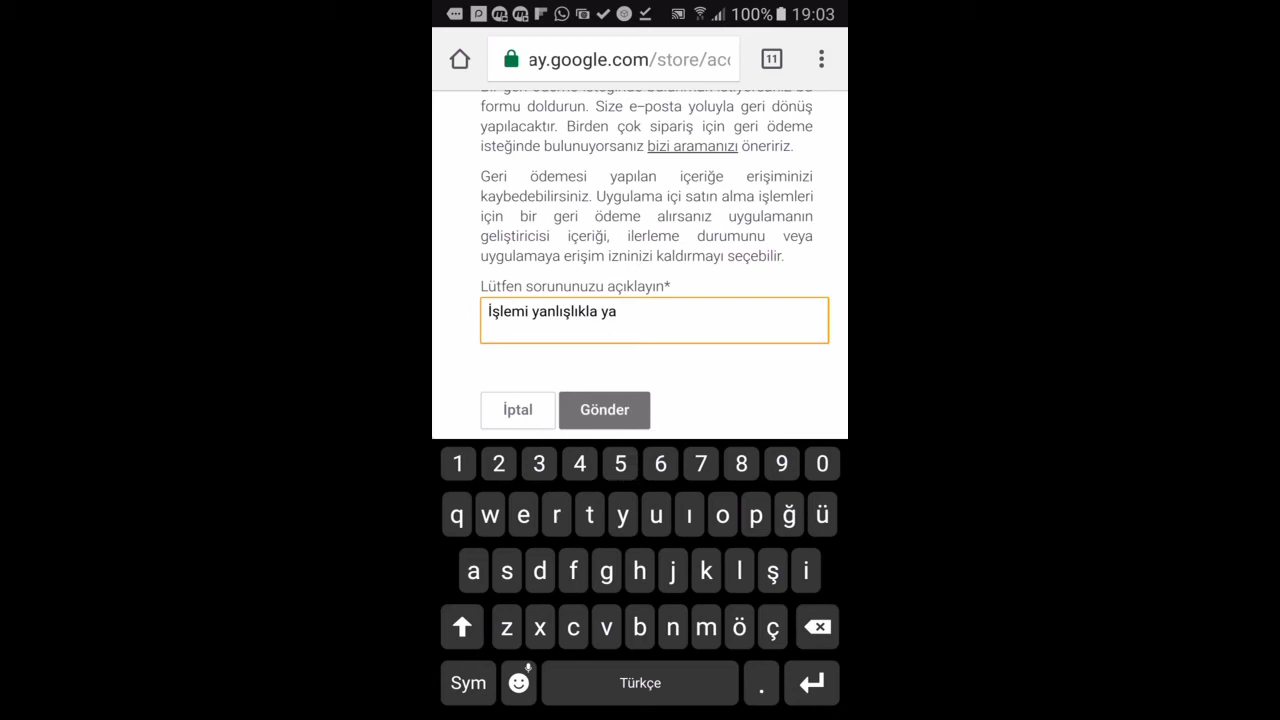 100% 19:03
ay.google.com/store/acc
11
formu doldurun. Size e-posta yoluyla geri dönüş
yapılacaktır. Birden çok sipariş için geri ödeme
isteğinde bulunuyorsanız bizi aramanızı öneririz.
Geri ödemesi yapılan içeriğe erişiminizi
kaybedebilirsiniz. Uygulama içi satın alma işlemleri
için bir geri ödeme alırsanız uygulamanın
geliştiricisi içeriği, ilerleme durumunu veya
uygulamaya erişim izninizi kaldırmayı seçebilir.
Lütfen sorununuzu açıklayın*
İşlemi yanlışlıkla ya
İptal Gönder
1 2 3 4 5 6 7 8 9 0
q w e r t y u ı o p ğ ü
a s d f g h j k l ş i
z x c v b n m ö ç
Sym Türkçe .